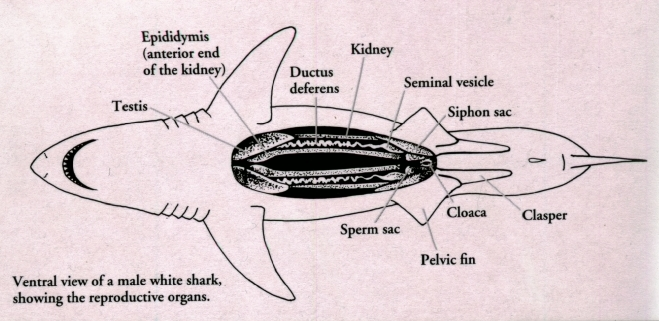 Epididymis
(anterior end
of the kidney)
Kidney
Ductus
deferens
Seminal vesicle
Testis
Siphon sac
Cloaca
Clasper
Sperm sac
Pelvic fin
Ventral view of a male white shark,
showing the reproductive organs.